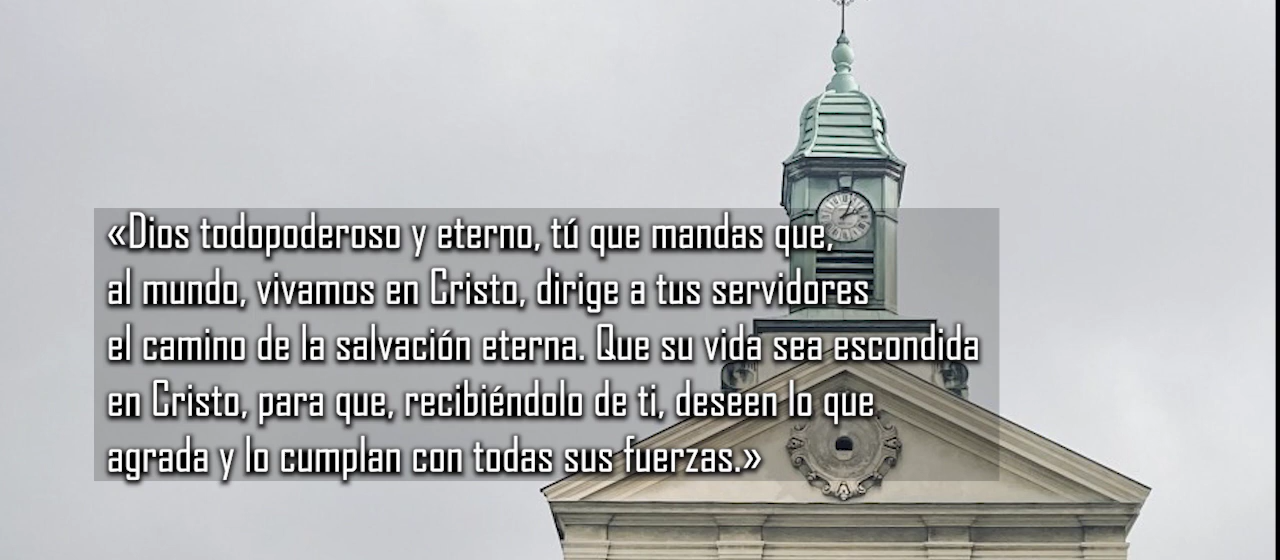 «Dios todopoderoso y eterno, tú que mandas que,
al mundo, vivamos en Cristo, dirige a tus servidores
el camino de la salvación eterna. Que su vida sea escondida
en Cristo, para que, recibiéndolo de ti, deseen lo que
agrada y lo cumplan con todas sus fuerzas.»